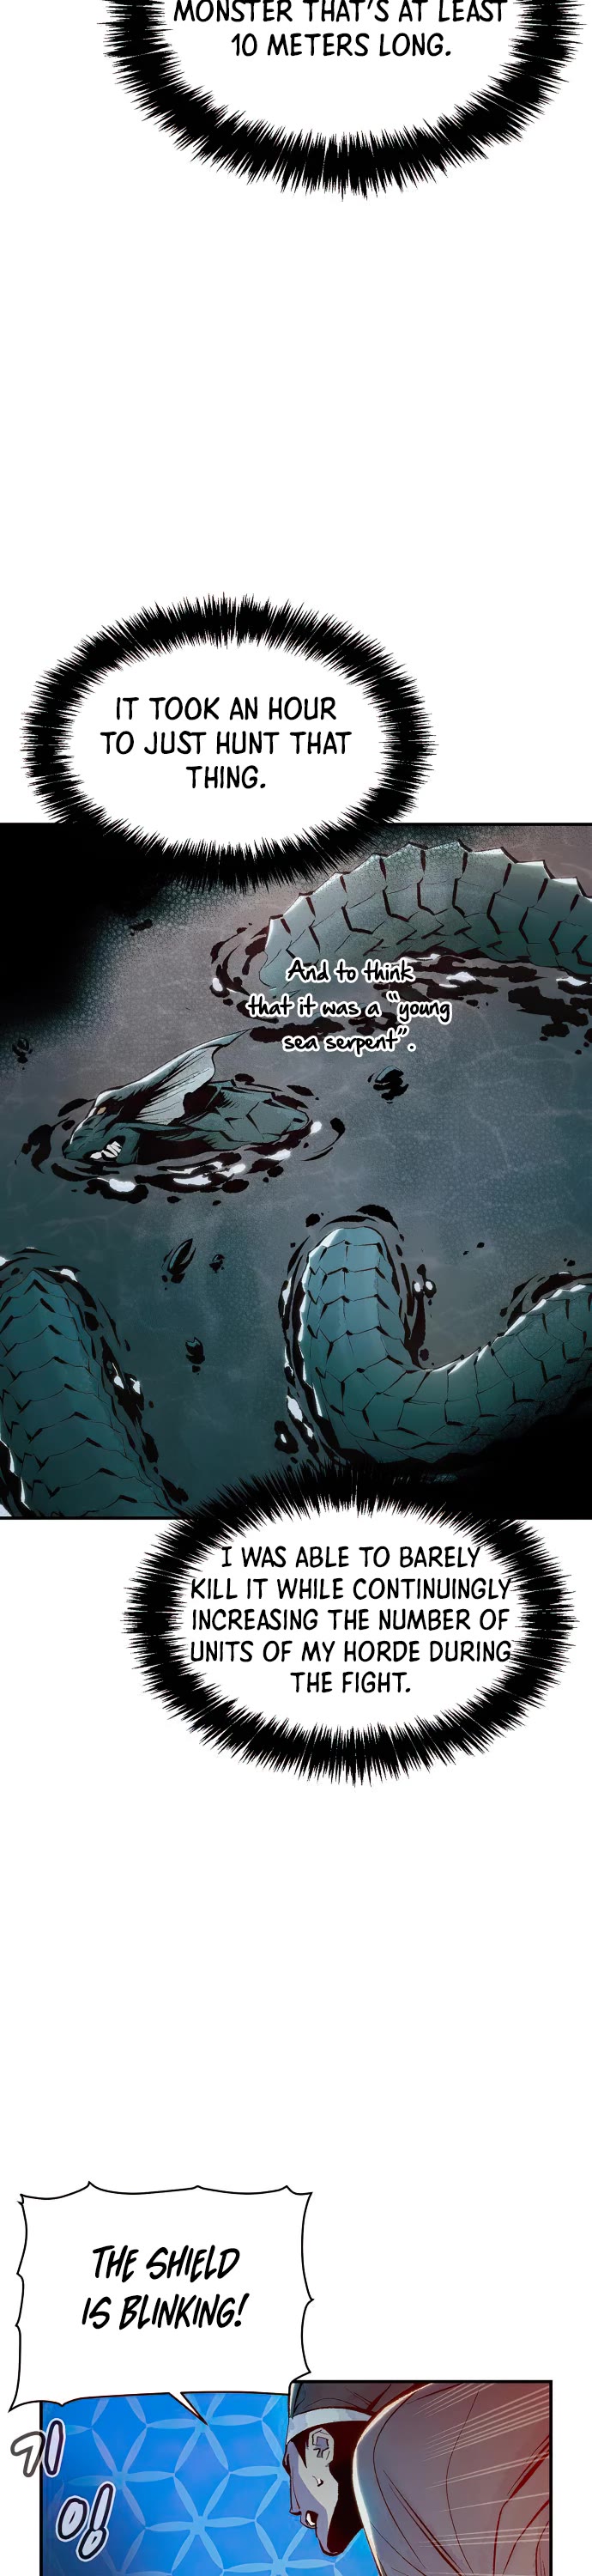 MONSTER THAT'S AT LEAST
10 METERS LONG.
IT TOOK AN HOUR
TO JUST HUNT THAT
THING.
And to think
that it was a "young
sea serpent".
I WAS ABLE TO BARELY
KILL IT WHILE CONTINUINGLY
INCREASING THE NUMBER OF
UNITS OF MY HORDE DURING
THE FIGHT.
THE SHIELD
IS BLINKING!
기
잉!